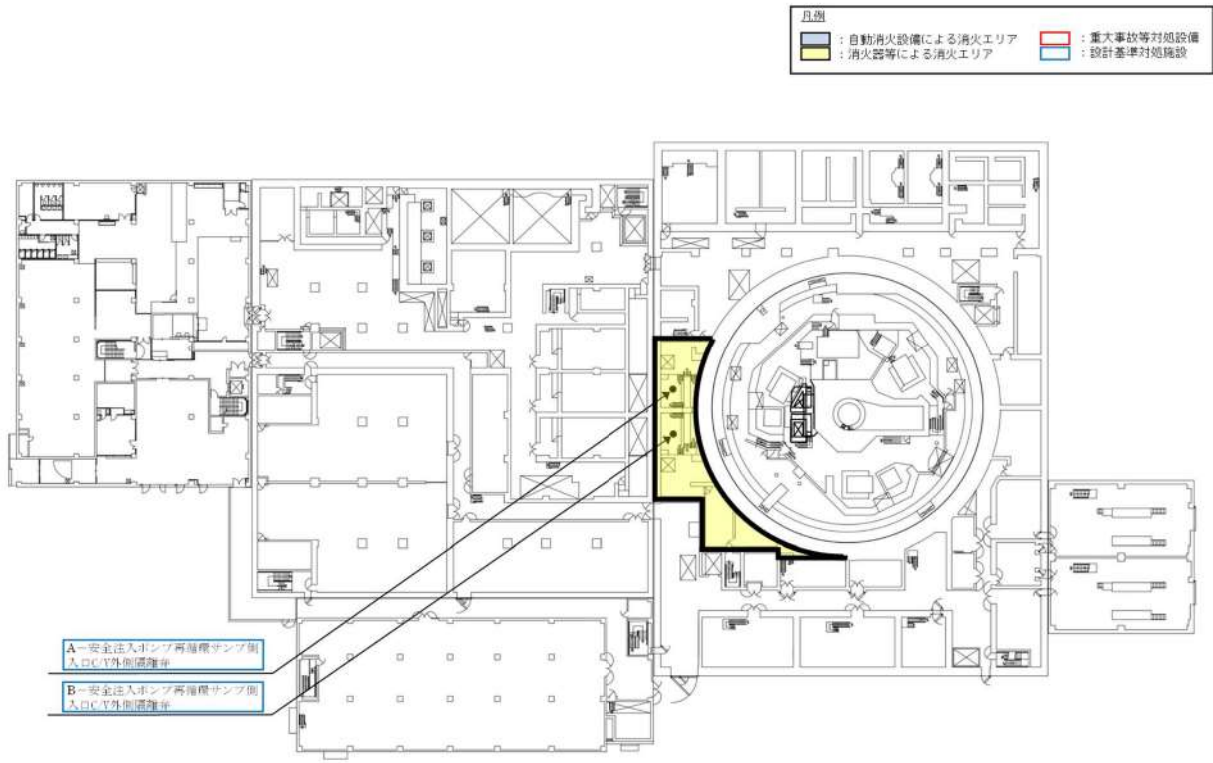 凡例
：自動消火設備による消火エリア
：重大事故等対処設備
：消火器等による消火エリア
：設計基準対処施設
A－安全注入ポンプ再循環サンプ側
入口C/V外側隔離弁
B－安全注入ポンプ再循環サンプ側
入口C/V外側隔離弁